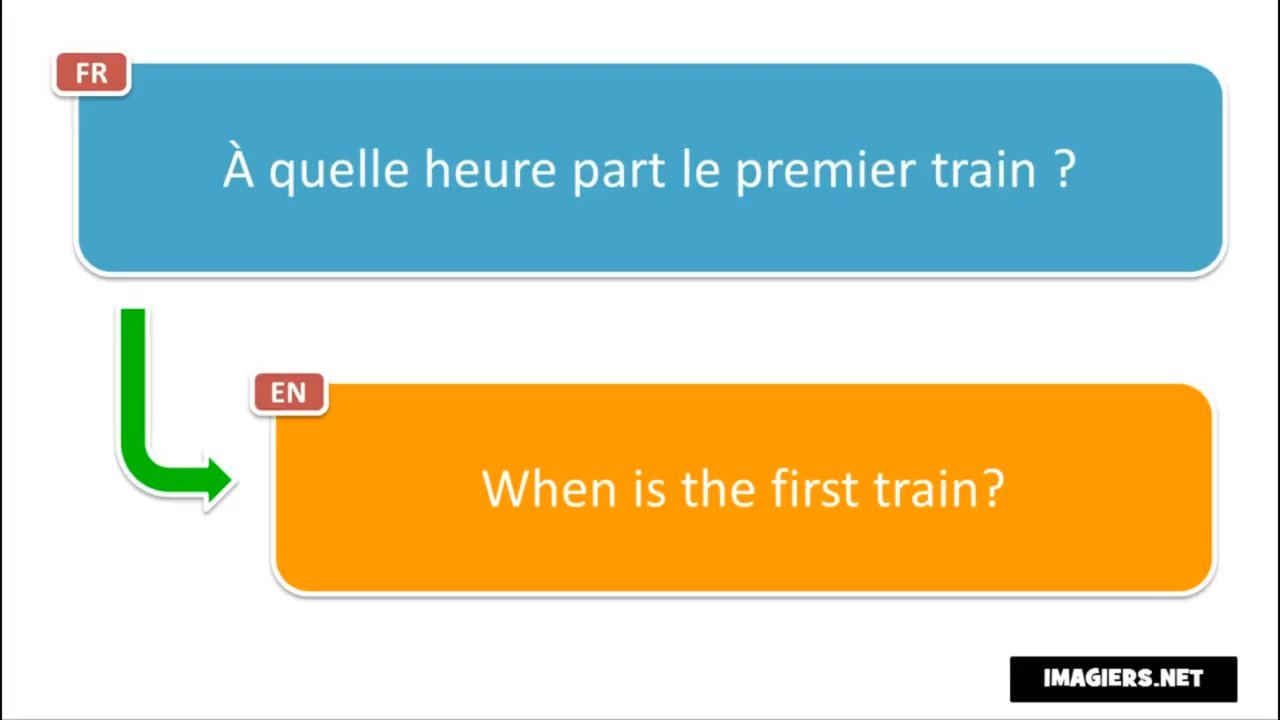 FR
À quelle heure part le premier train ?
EN
When is the first train?
IMAGIERS.NET